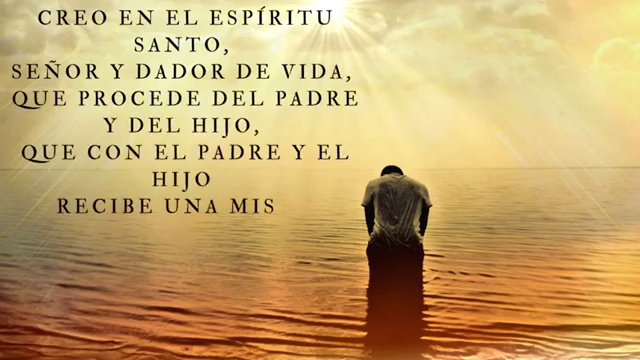 CREO EN EL ESPÍRITU
SANTO,
SEÑOR Y DADOR DE VIDA,
QUE PROCEDE DEL PADRE
Y DEL HIJO,
QUE CON EL PADRE Y EL
HIJO
RECIBE UNA MIS